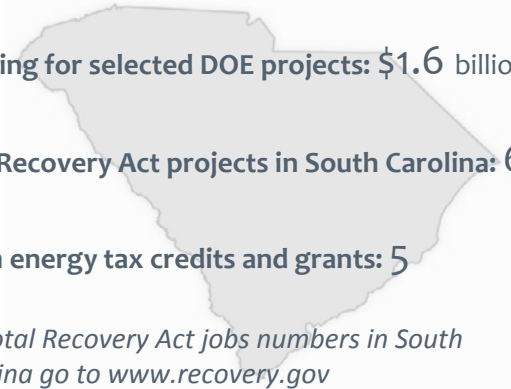 ing for selected DOE projects: $1.6 billio
Recovery Act projects in South Carolina: 6
energy tax credits and grants: 5
otal Recovery Act jobs numbers in South
ina go to www.recovery.gov